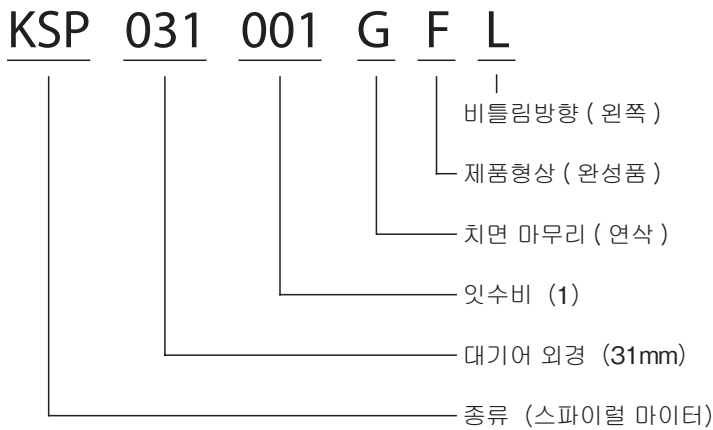 KSP 031 001 G F L
비틀림방향 ( 왼쪽 )
제품형상 ( 완성품 )
치면 마무리 ( 연삭 )
잇수비 (1)
대기어 외경 (31mm)
종류 (스파이럴 마이터)